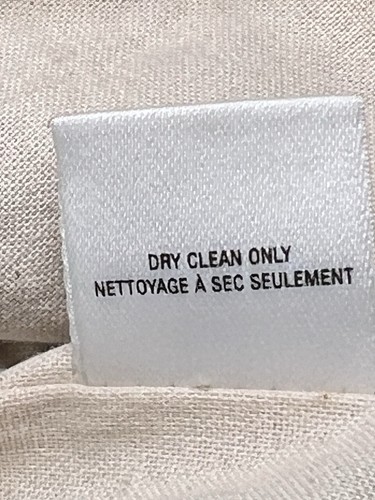 DRY CLEAN ONLY
NETTOYAGE À SEC SEULEMENT